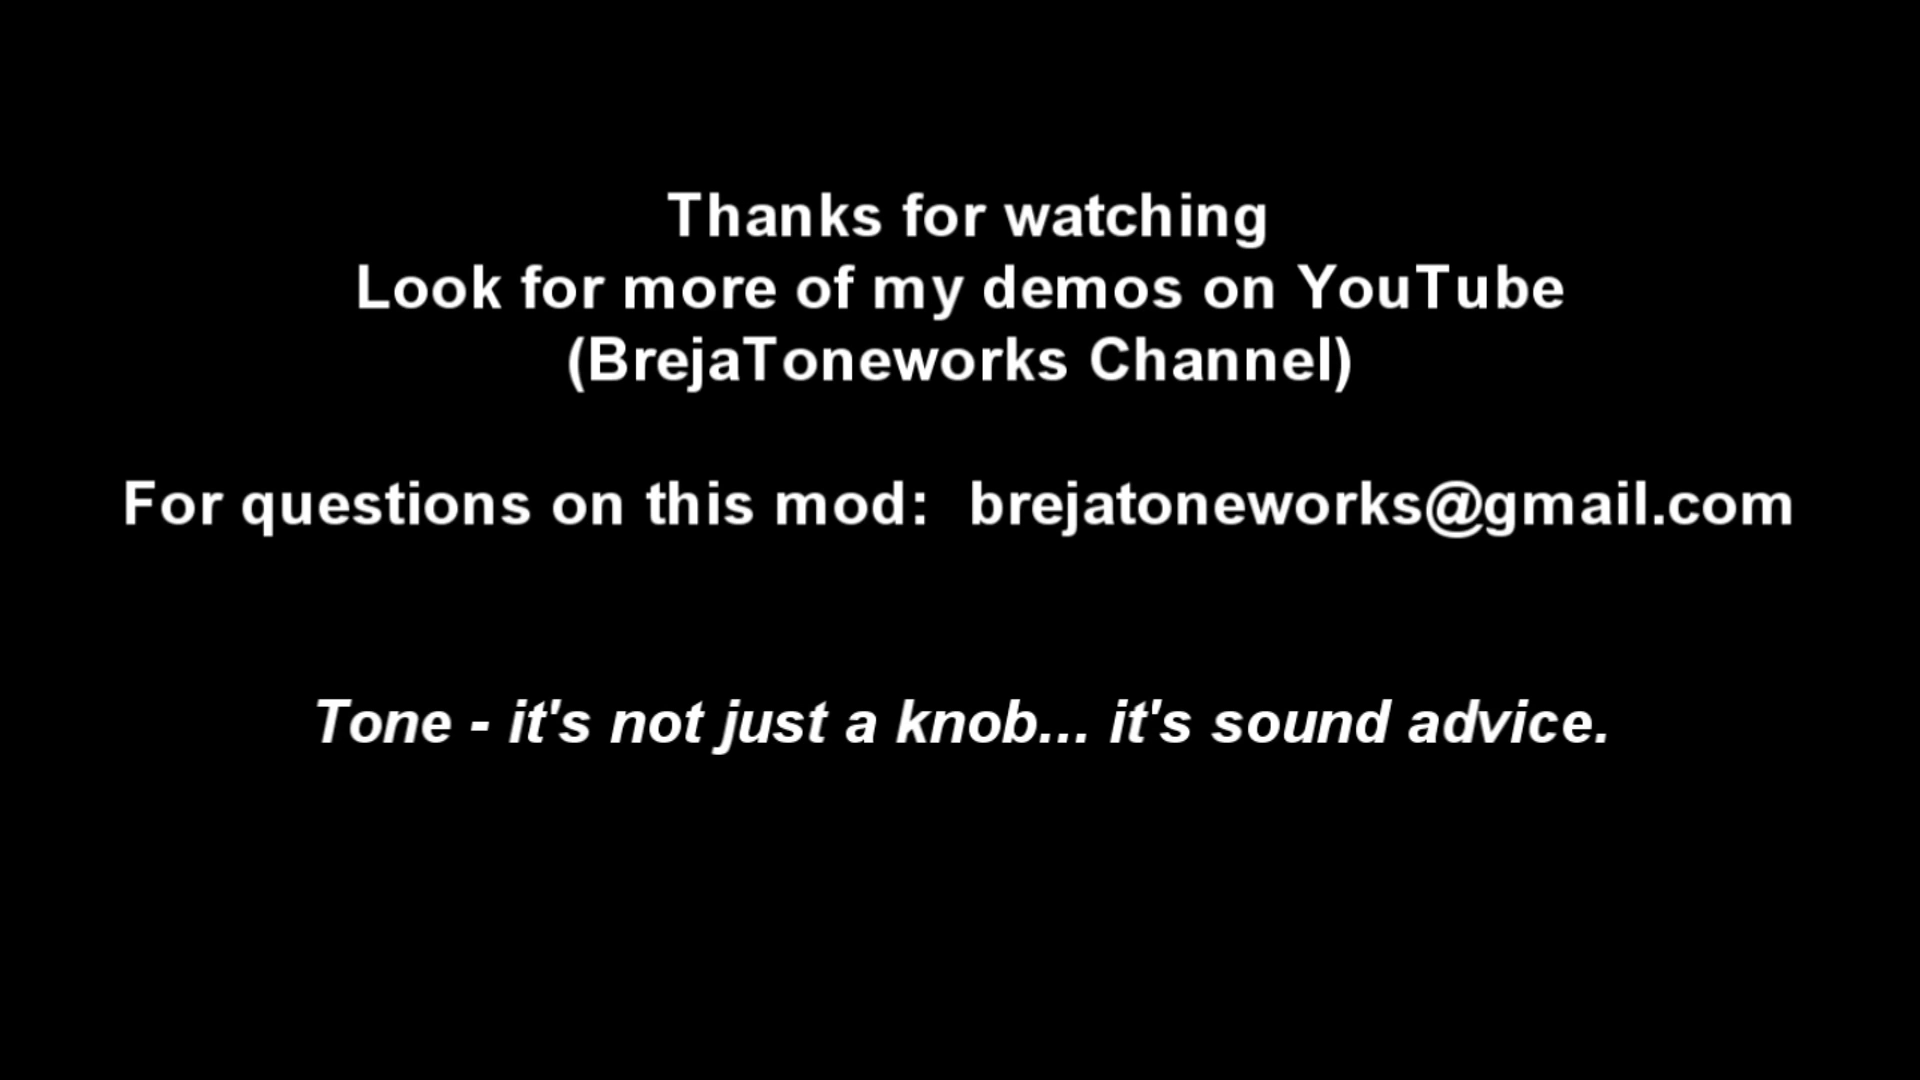 Thanks for watching
Look for more of my demos on YouTube
(BrejaToneworks Channel)
For questions on this mod:  brejatoneworks@gmail.com
Tone - it's not just a knob... it's sound advice.